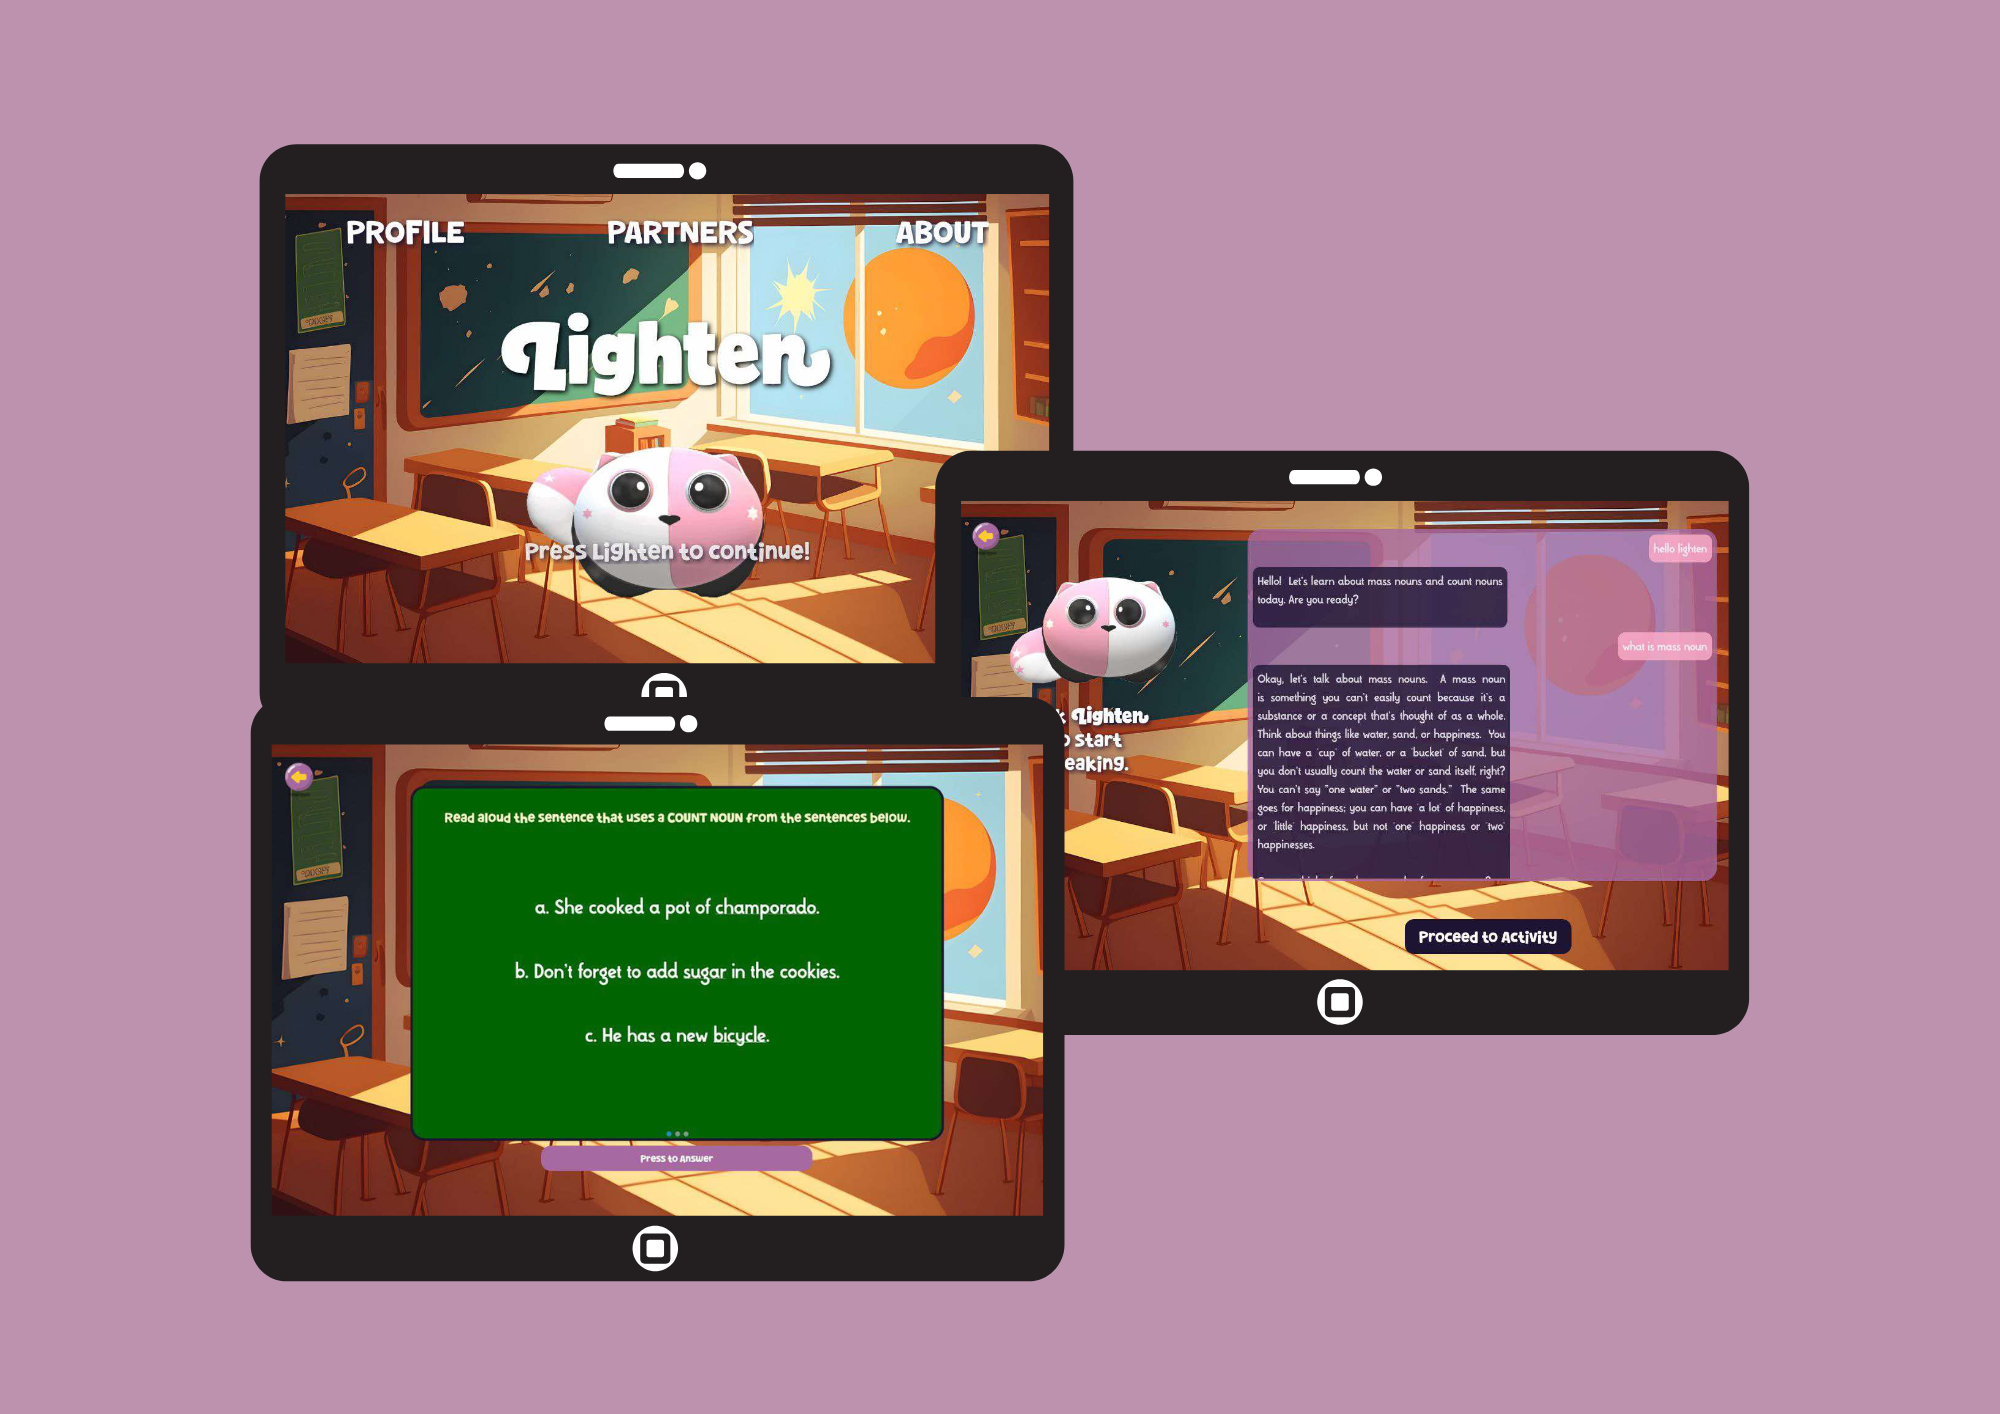 PROFILE
PARTNERS
ABOUT
Lighten
Press Lighten to continue!
hello lighten
Hello! Let's learn about mass nouns and count nouns
today. Are you ready?
what is mass noun
Okay, let's talk about mass nouns. A mass noun
is something you can't easily count because it's a
substance or a concept that's thought of as a whole.
Think about things like water, sand, or happiness. You
can have a 'cup' of water, or a 'bucket' of sand, but
you don't usually count the water or sand itself, right?
You can't say "one water" or "two sands." The same
goes for happiness; you can have 'a lot' of happiness,
or 'little' happiness, but not 'one' happiness or 'two'
happinesses.
Lighten
start
eaking.
Proceed to Activity
Read aloud the sentence that uses a COUNT NOUN from the sentences below.
a. She cooked a pot of champorado.
b. Don't forget to add sugar in the cookies.
c. He has a new bicycle.
Press to Answer